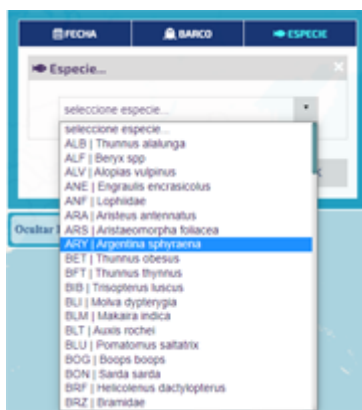 FECHA BARCO ESPECIE
Especie...
seleccione especie...
seleccione especie...
ALB | Thunnus alalunga
ALF | Beryx spp
ALV | Alopias vulpinus
ANE | Engraulis encrasicolus
ANF | Lophiidae
ARA | Aristeus antennatus
ARS | Aristaeomorpha foliacea
Ocultar
ARY | Argentina sphyraena
BET | Thunnus obesus
BFT | Thunnus thynnus
BIB | Trisopterus luscus
BLI | Molva dypterygia
BLM | Makaira indica
BLT | Auxis rochei
BLU | Pomatomus saltatrix
BOG | Boops boops
BON | Sarda sarda
BRF | Helicolenus dactylopterus
BRZ | Bramidae